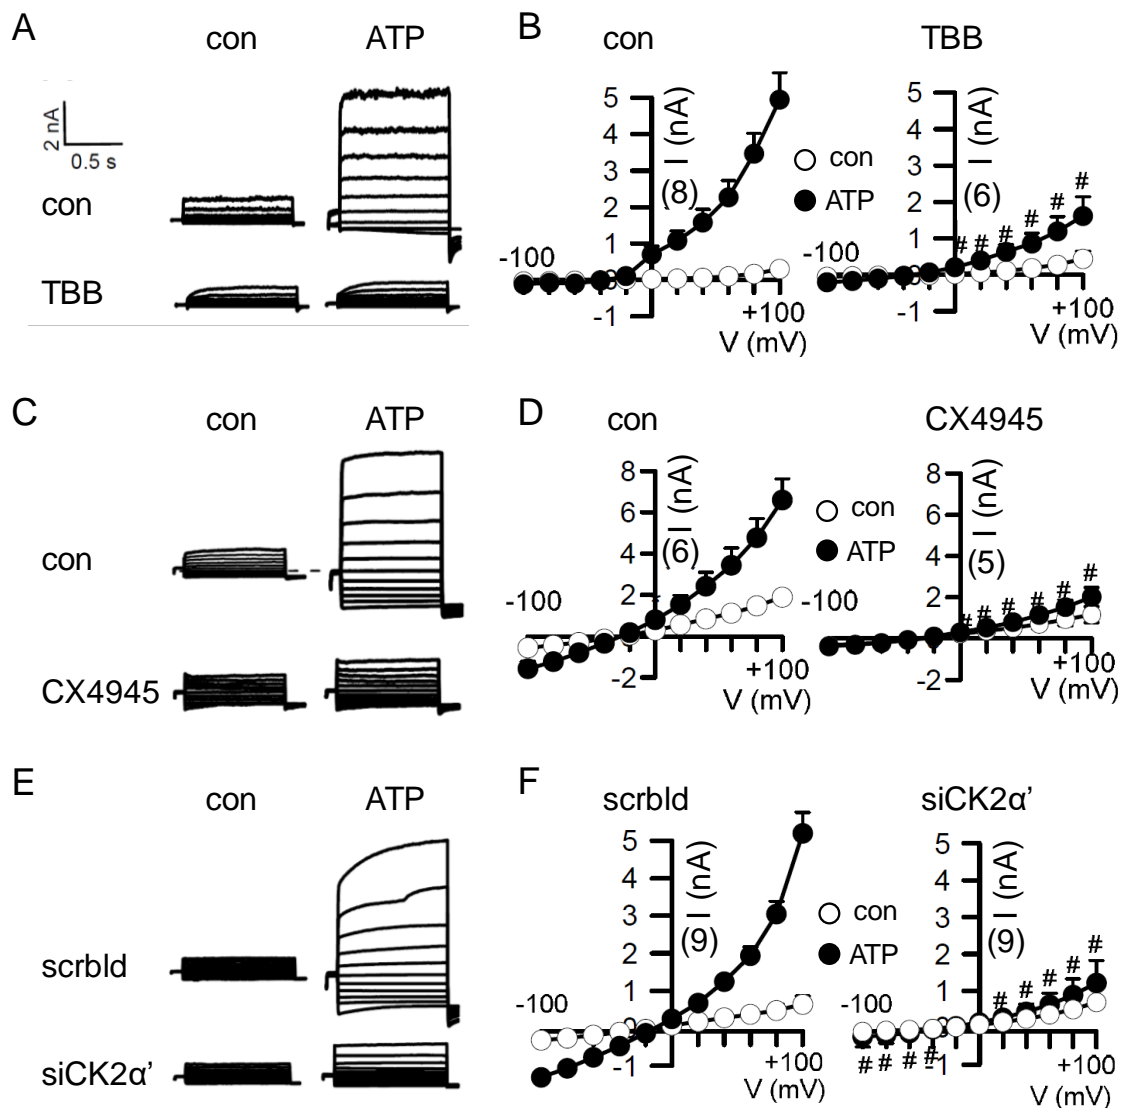 A
con ATP
2 nA
0.5 s
con
TBB
B
con TBB
5 4 3 2 1 0 -1
I (nA)
(8)
-100
+100
V (mV)
con
ATP
5 4 3 2 1 -1
I (nA)
(6)
# # # # # #
-100
+100
V (mV)
C
con ATP
con
CX4945
D
con CX4945
8 6 4 2 -2
I (nA)
(6)
-100
+100
V (mV)
con
ATP
8 6 4 2 -2
I (nA)
(5)
# # # # # #
-100
+100
V (mV)
E
con ATP
scrbld
siCK2α’
F
scrbld siCK2α’
5 4 3 2 1 0 -1
I (nA)
(9)
-100
+100
V (mV)
con
ATP
5 4 3 2 1 0 -1
I (nA)
(9)
# # # # #
-100
# # # #
+100
V (mV)